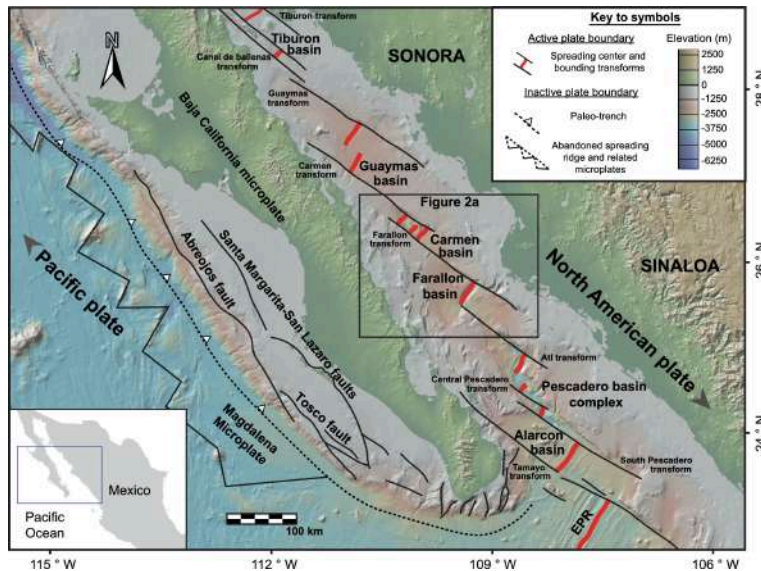 Tiburon transform
Tiburon
basin
Canal de ballenas
transform
SONORA
N
Guaymas
transform
Baja California microplate
Carmen
transform
Guaymas
basin
Figure 2a
Farallon
transform
Carmen
basin
Farallon
basin
SINALOA
North American plate
Pacific plate
Abreojos fault
Santa Margarita-San Lazaro faults
Tosco fault
Magdalena
Microplate
Atl transform
Central Pescadero
transform
Pescadero basin
complex
Alarcon
basin
Tamayo
transform
South Pescadero
transform
EPR
100 km
Mexico
Pacific
Ocean
Key to symbols
Active plate boundary
Spreading center and
bounding transforms
Inactive plate boundary
Paleo-trench
Abandoned spreading
ridge and related
microplates
Elevation (m)
2500
1250
0
-1250
-2500
-3750
-5000
-6250
28 °
26 °
24 °
N
115 ° W
112 ° W
109 ° W
106 ° W